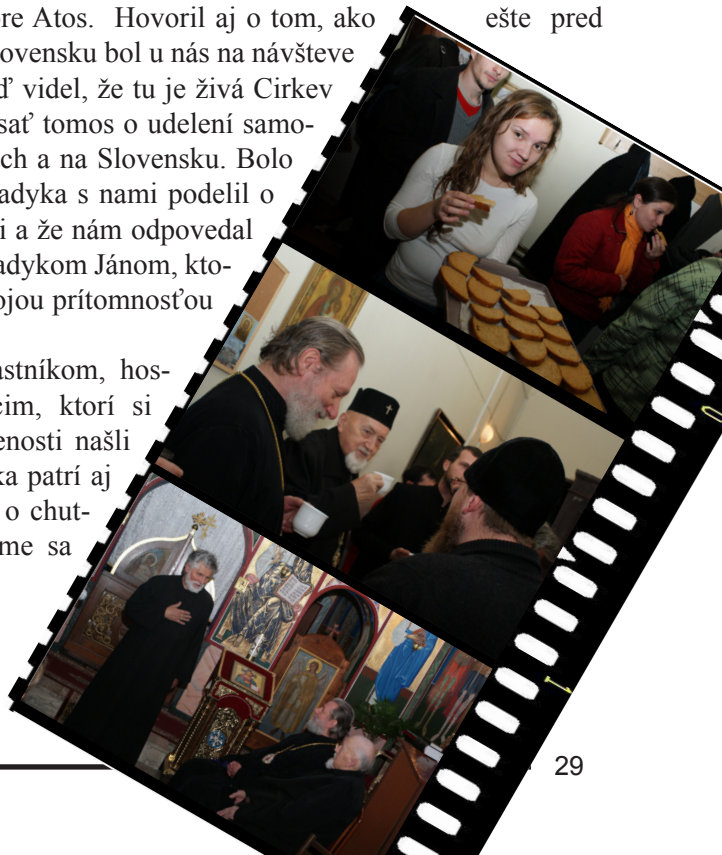 re Atos. Hovoril aj o tom, ako ešte pred
lovensku bol u nás na návšteve
ď videl, že tu je živá Cirkev
sať tomos o udelení samo-
ch a na Slovensku. Bolo
adyka s nami podelil o
i a že nám odpovedal
adykom Jánom, kto-
ojou prítomnosťou
astníkom, hos-
cim, ktorí si
enosti našli
ka patrí aj
o chut-
me sa
29